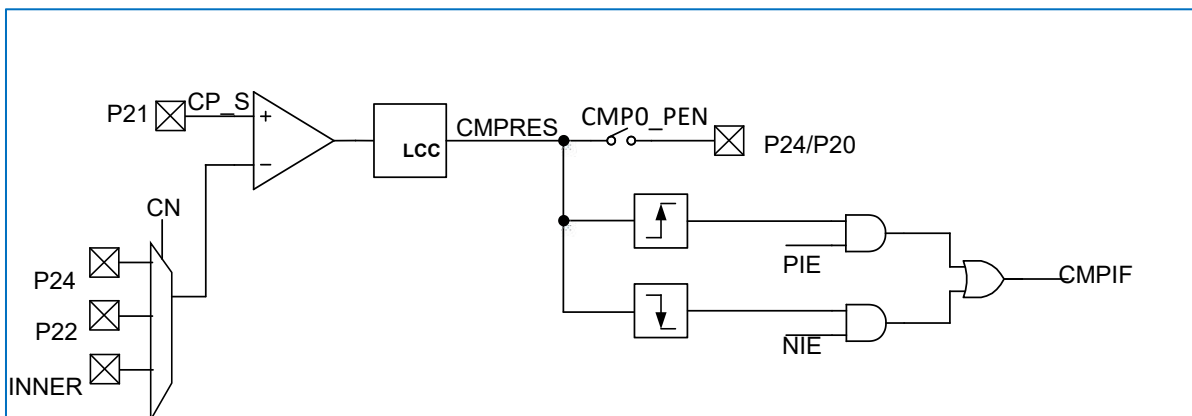 P21
CP_S
+
−
LCC
CMPRES
CMP0_PEN
P24/P20
CN
P24
P22
INNER
PIE
NIE
CMPIF